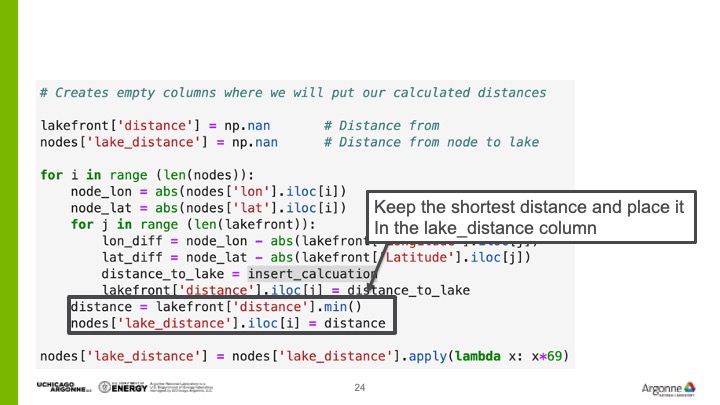 # Creates empty columns where we will put our calculated distances
lakefront['distance'] = np.nan # Distance from
nodes['lake_distance'] = np.nan # Distance from node to lake
for i in range (len(nodes)):
node_lon = abs(nodes['lon'].iloc[i])
node_lat = abs(nodes['lat'].iloc[i])
for j in range (len(lakefront)):
Keep the shortest distance and place it
In the lake_distance column
lon_diff = node_lon - abs(lakefront[
lat_diff = node_lat - abs(lakefront['Latitude'].iloc[j])
distance_to_lake = insert_calcuation
lakefront['distance'].iloc[j] = distance_to_lake
distance = lakefront['distance'].min()
nodes['lake_distance'].iloc[i] = distance
nodes['lake_distance'] = nodes['lake_distance'].apply(lambda x: x*69)
UCHICAGO
ARGONNE LLC
U.S. DEPARTMENT OF
ENERGY
Argonne National Laboratory is a
U.S. Department of Energy laboratory
managed by UChicago Argonne, LLC.
24
Argonne
NATIONAL LABORATORY